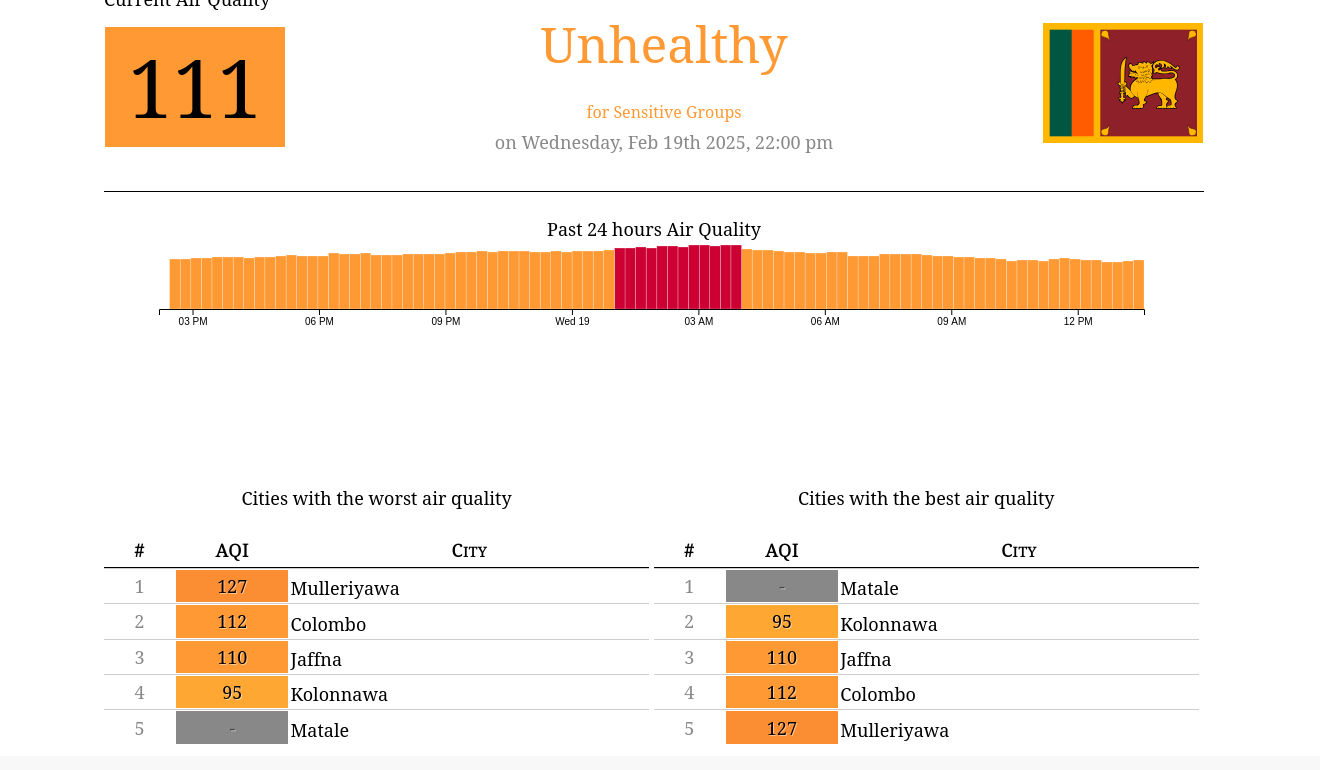 Current Air Quality
111
Unhealthy
for Sensitive Groups
on Wednesday, Feb 19th 2025, 22:00 pm
Past 24 hours Air Quality
03 PM 06 PM 09 PM Wed 19 03 AM 06 AM 09 AM 12 PM
Cities with the worst air quality
# AQI City
1 127 Mulleriyawa
2 112 Colombo
3 110 Jaffna
4 95 Kolonnawa
5 - Matale
Cities with the best air quality
# AQI City
1 - Matale
2 95 Kolonnawa
3 110 Jaffna
4 112 Colombo
5 127 Mulleriyawa